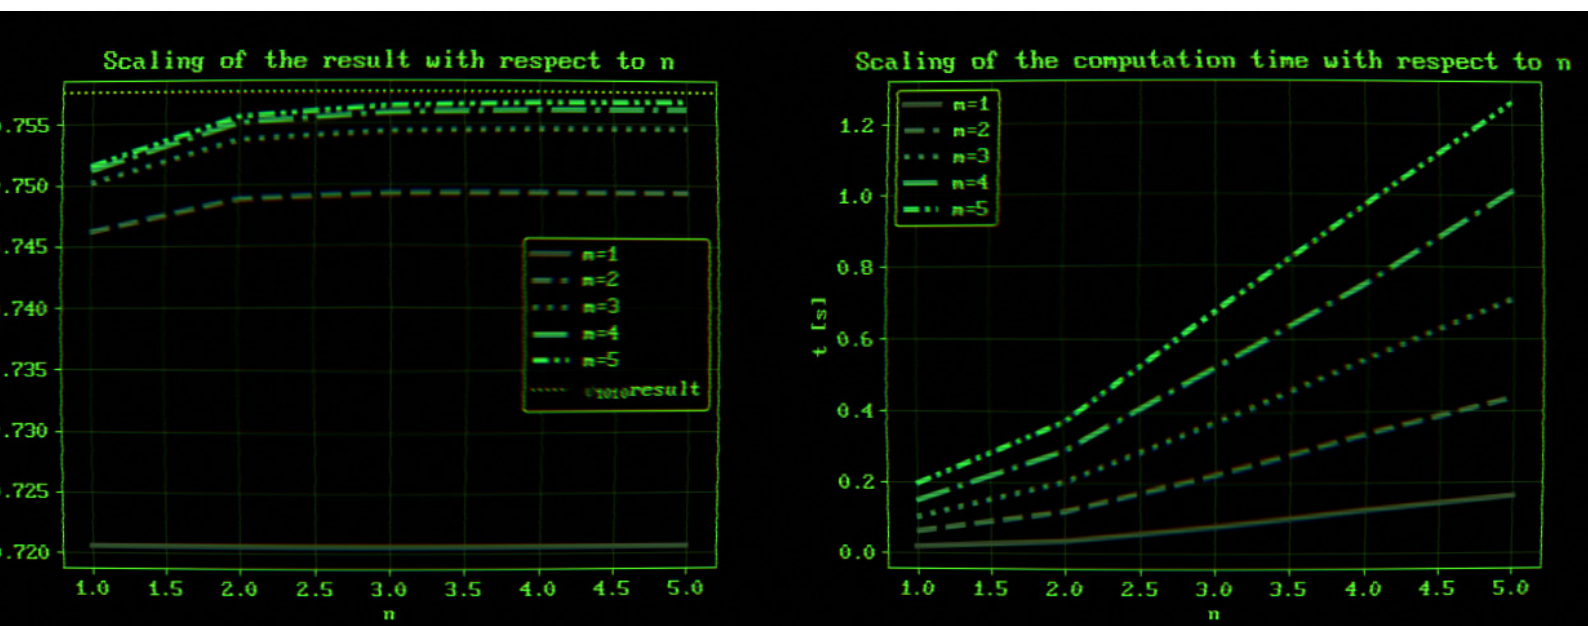 Scaling of the result with respect to n
.755
.750
.745
.740
.735
.730
.725
.720
m=1
m=2
m=3
m=4
m=5
1010result
1.0 1.5 2.0 2.5 3.0 3.5 4.0 4.5 5.0
n
Scaling of the computation time with respect to n
m=1
m=2
m=3
m=4
m=5
t [s]
1.2
1.0
0.8
0.6
0.4
0.2
0.0
1.0 1.5 2.0 2.5 3.0 3.5 4.0 4.5 5.0
n